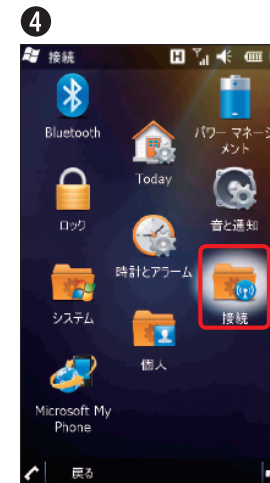 4
接続
H
Bluetooth
パワー マネージ
メント
Today
ロック
音と通知
時計とアラーム
システム
接続
個人
Microsoft My
Phone
戻る